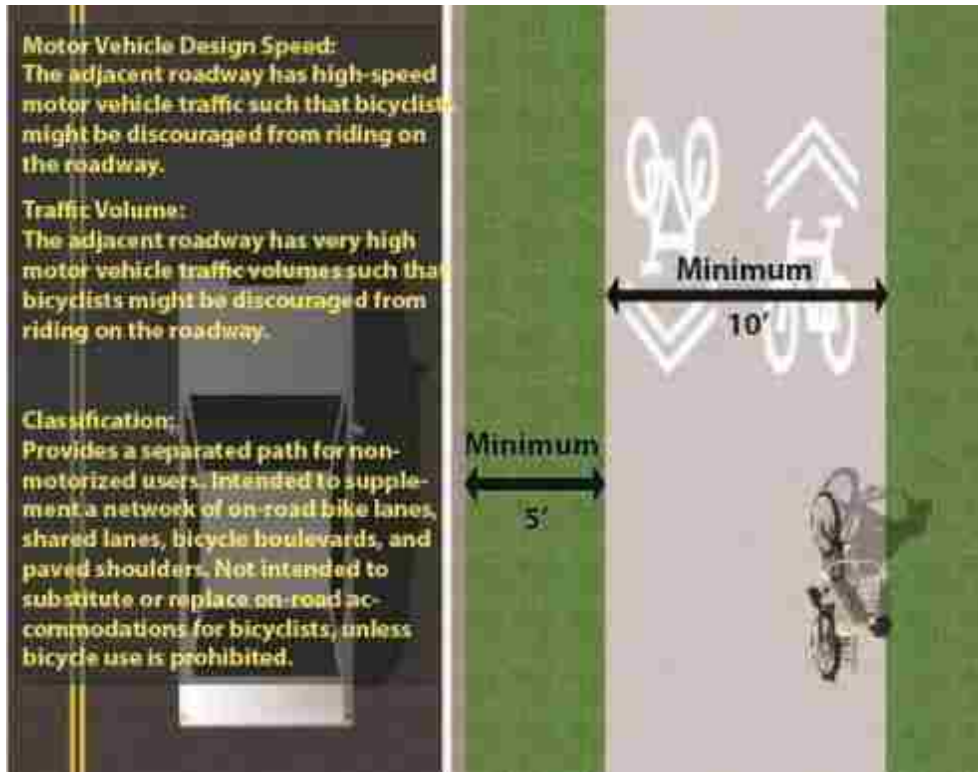 Motor Vehicle Design Speed:
The adjacent roadway has high-speed
motor vehicle traffic such that bicyclists
might be discouraged from riding on
the roadway.
Traffic Volume:
The adjacent roadway has very high
motor vehicle traffic volumes such that
bicyclists might be discouraged from
riding on the roadway.
Classification:
Provides a separated path for non-
motorized users. Intended to supple-
ment a network of on-road bike lanes,
shared lanes, bicycle boulevards, and
paved shoulders. Not intended to
substitute or replace on-road ac-
commodations for bicyclists, unless
bicycle use is prohibited.
Minimum
10'
Minimum
5'